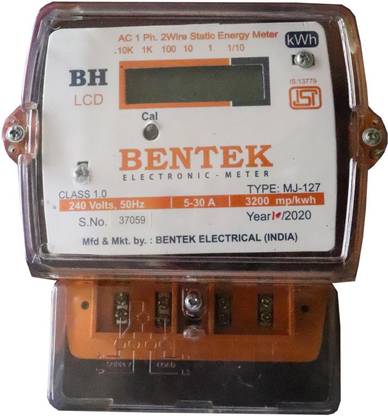 AC 1 Ph. 2Wire Static Energy Meter
.10K 1K 100 10 1 1/10
kWh
BH
LCD
IS:13779
ISI
Cal
BENTEK
ELECTRONIC - METER
CLASS 1.0
TYPE: MJ-127
240 Volts, 50Hz 5-30 A 3200 mp/kwh
S.No. 37059
Year /2020
Mfd & Mkt. by. : BENTEK ELECTRICAL (INDIA)